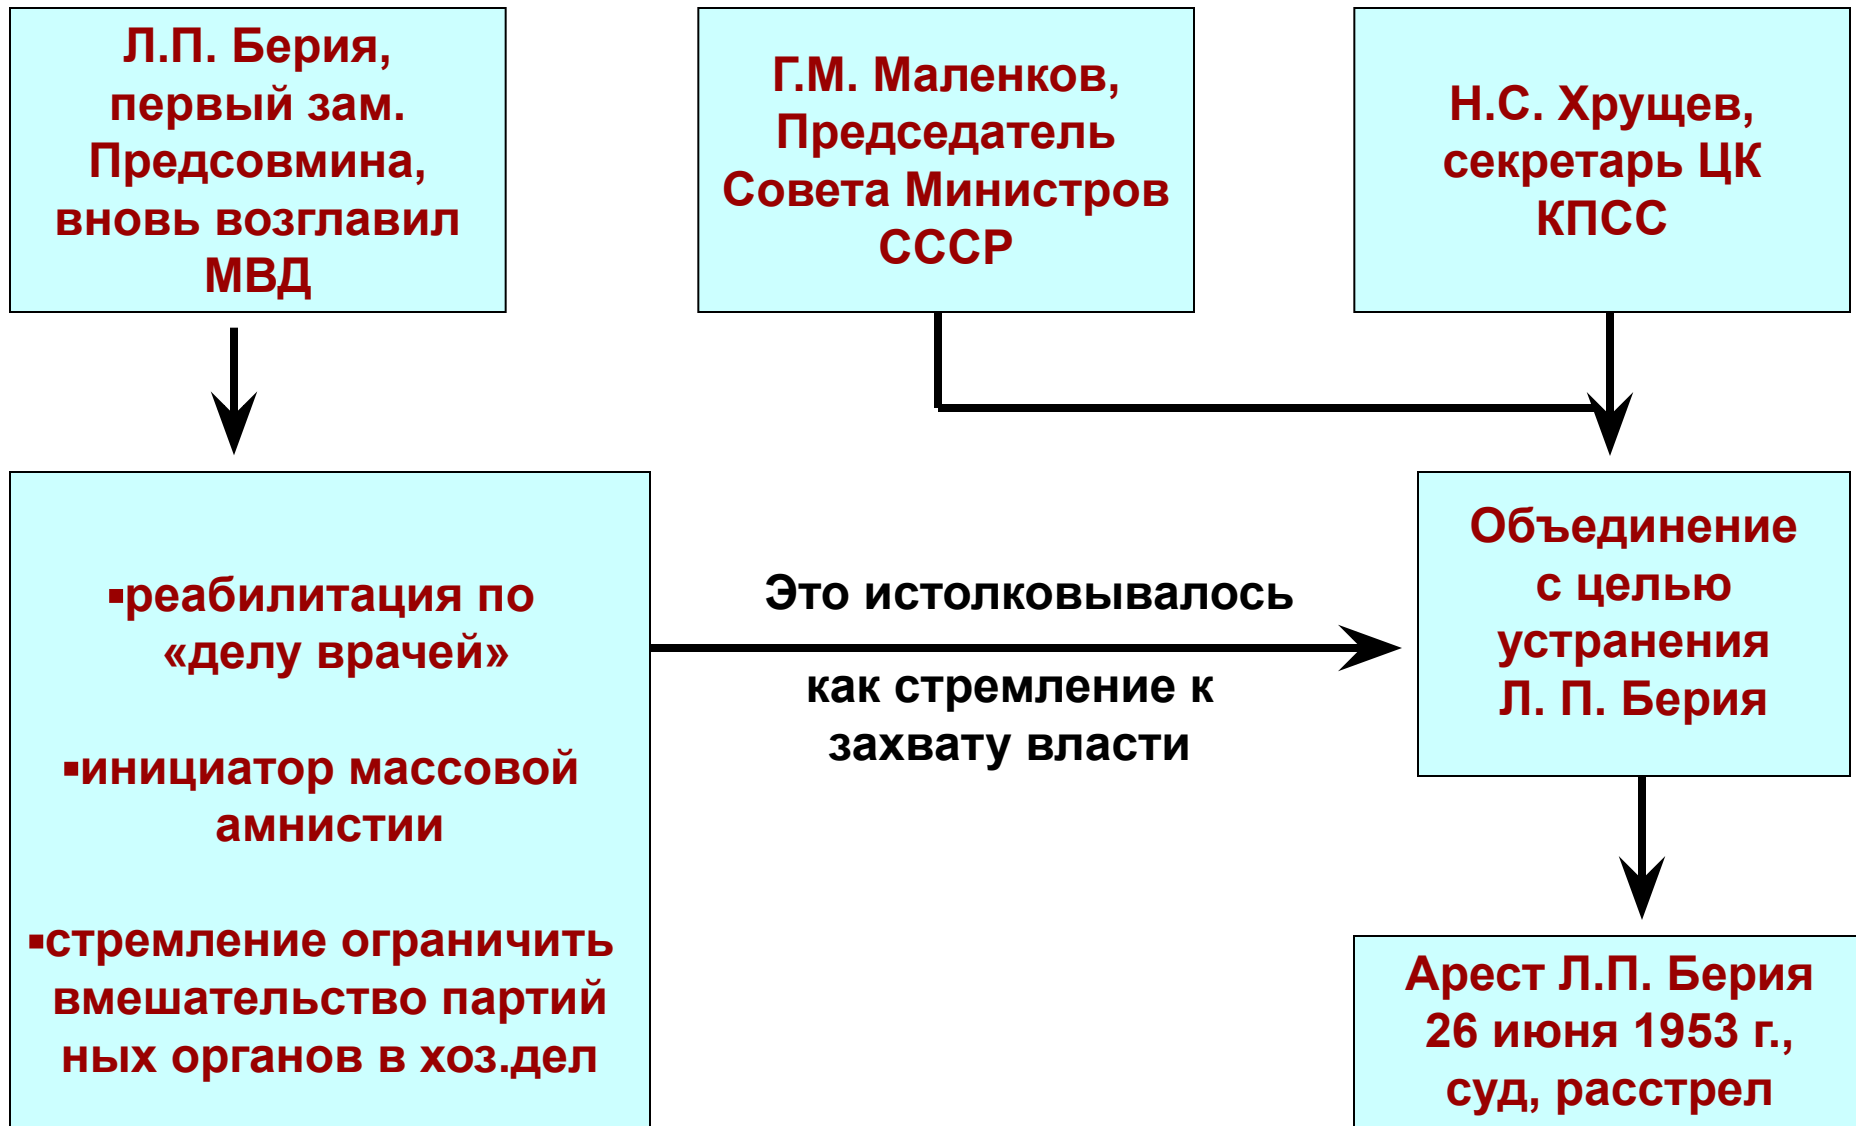 Л.П. Берия,
первый зам.
Предсовмина,
вновь возглавил
МВД
Г.М. Маленков,
Председатель
Совета Министров
СССР
Н.С. Хрущев,
секретарь ЦК
КПСС
▪реабилитация по
«делу врачей»
▪инициатор массовой
амнистии
▪стремление ограничить
вмешательство партий
ных органов в хоз.дел
Это истолковывалось
как стремление к
захвату власти
Объединение
с целью
устранения
Л. П. Берия
Арест Л.П. Берия
26 июня 1953 г.,
суд, расстрел